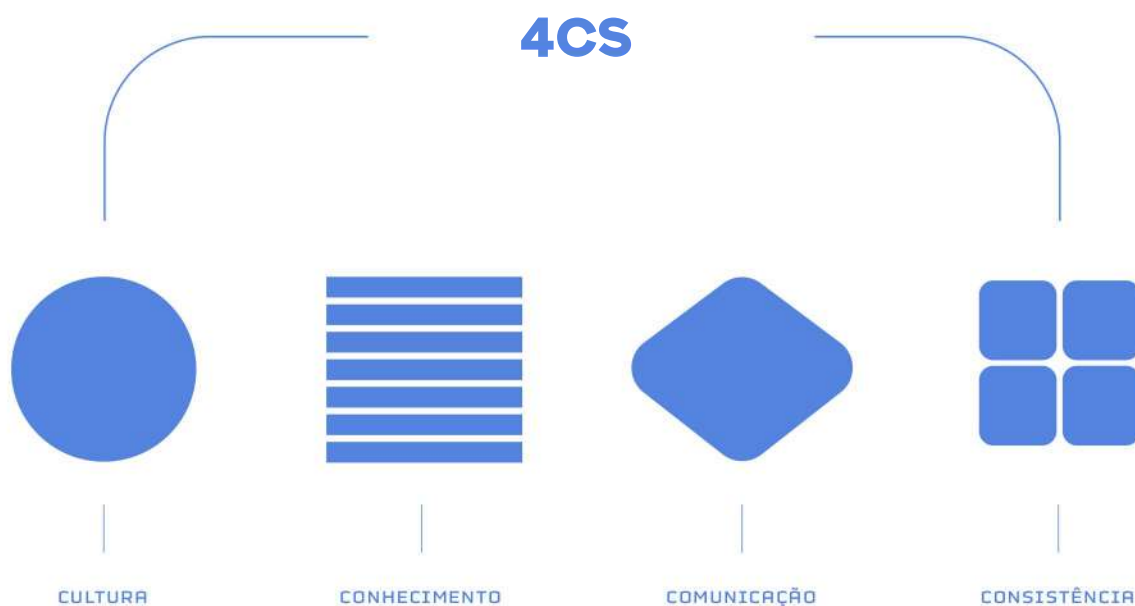 4CS
CULTURA
CONHECIMENTO
COMUNICAÇÃO
CONSISTÊNCIA